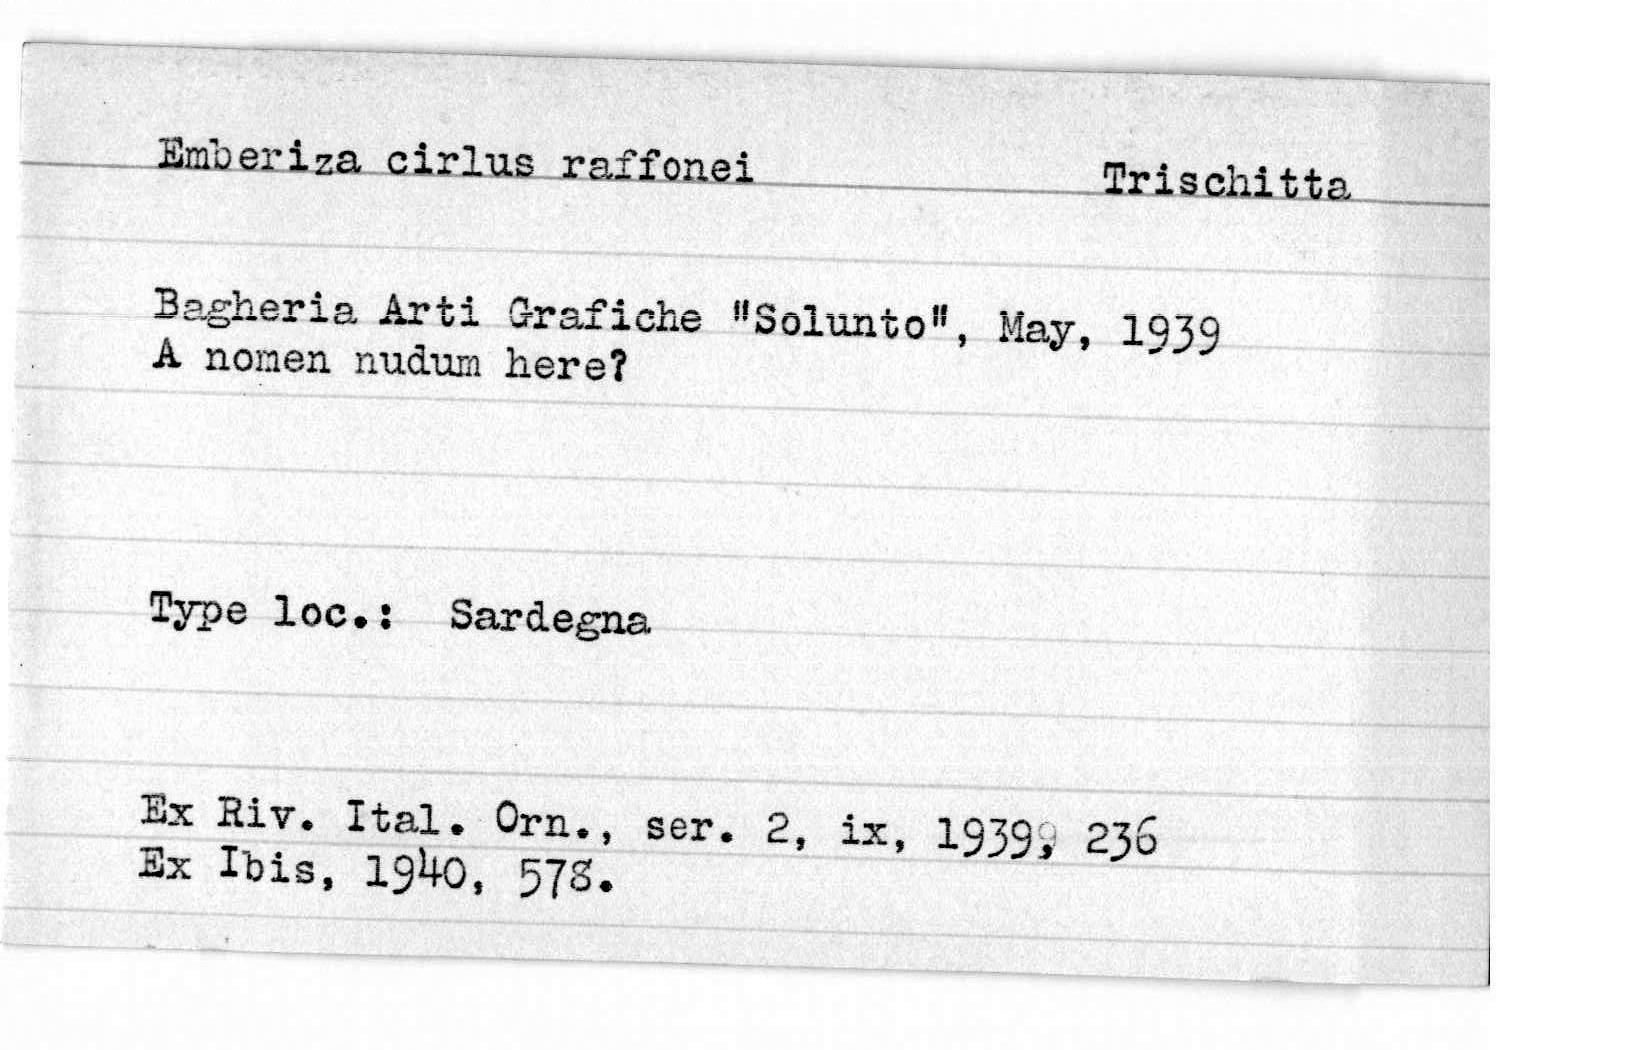 Emberiza cirlus raffonei Trischitta
Bagheria Arti Grafiche "Solunto", May, 1939
A nomen nudum here?
Type loc.: Sardegna
Ex Riv. Ital. Orn., ser. 2, ix, 1939, 236
Ex Ibis, 1940, 578.